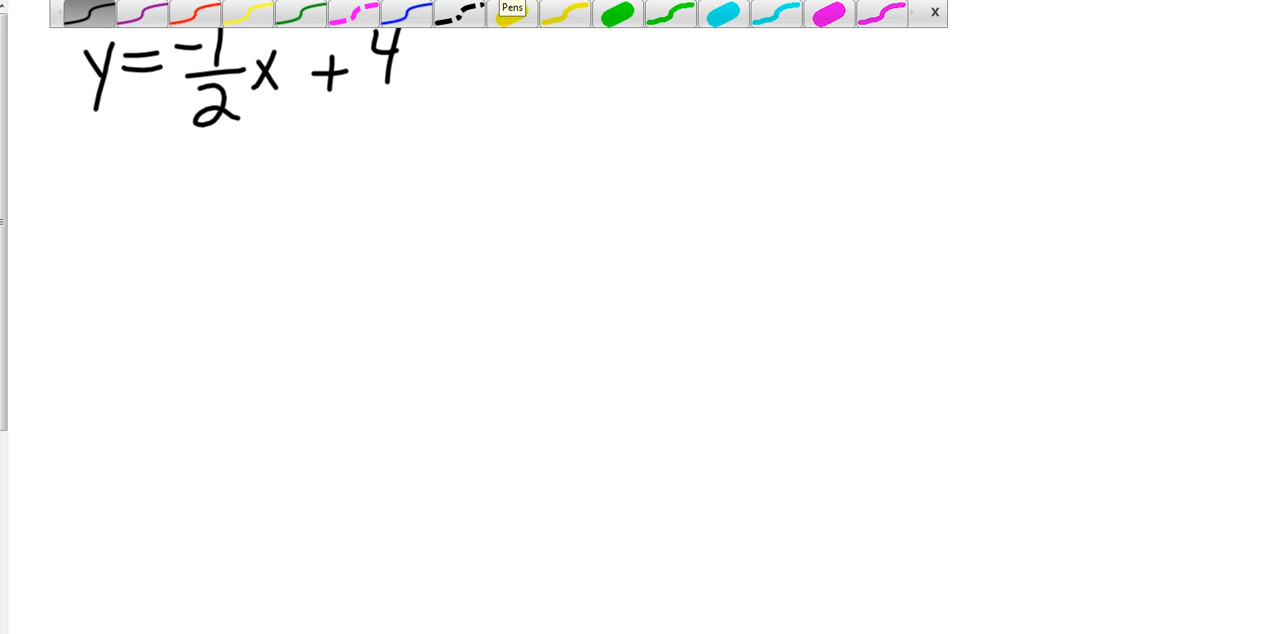 Pens
x
y = -1/2 x + 4